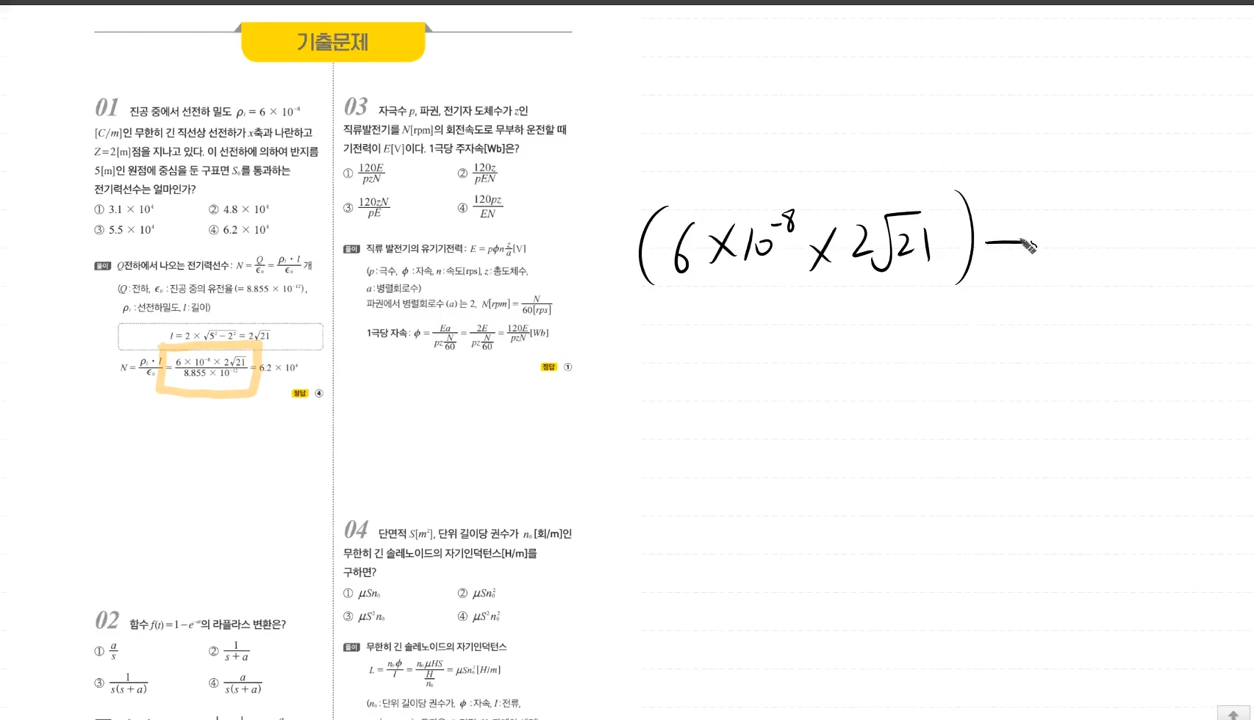 기출문제
01 진공 중에서 선전하 밀도 ρₗ = 6 × 10⁻⁸
[C/m]인 무한히 긴 직선상 선전하가 x축과 나란하고
Z=2[m]점을 지나고 있다. 이 선전하에 의하여 반지름
5[m]인 원점에 중심을 둔 구표면 S₀를 통과하는
전기력선수는 얼마인가?
① 3.1 × 10⁴ ② 4.8 × 10⁴
③ 5.5 × 10⁴ ④ 6.2 × 10⁴
풀이 Q전하에서 나오는 전기력선수 : N = Q/ε₀ = ρₗ · l/ε₀ 개
(Q : 전하, ε₀ : 진공 중의 유전율(= 8.855 × 10⁻¹²),
ρₗ : 선전하밀도, l : 길이)
l = 2 × √(5² − 2²) = 2√21
N = ρₗ · l/ε₀ = 6 × 10⁻⁸ × 2√21/8.855 × 10⁻¹² = 6.2 × 10⁴
정답 ④
02 함수 f(t) = 1 − e⁻ᵃᵗ의 라플라스 변환은?
① a/s ② 1/s + a
③ 1/s(s + a) ④ a/s(s + a)
03 자극수 p, 파권, 전기자 도체수가 z인
직류발전기를 N[rpm]의 회전속도로 무부하 운전할 때
기전력이 E[V]이다. 1극당 주자속[Wb]은?
① 120E/pzN ② 120z/pEN
③ 120zN/pE ④ 120pz/EN
풀이 직류 발전기의 유기기전력 : E = pϕn z/a [V]
(p : 극수, ϕ : 자속, n : 속도[rps], z : 총도체수,
a : 병렬회로수)
파권에서 병렬회로수 (a)는 2, N[rpm] = N/60[rps]
1극당 자속 : ϕ = Ea/pz N/60 = 2E/pz N/60 = 120E/pzN [Wb]
정답 ①
04 단면적 S[m²], 단위 길이당 권수가 n₀[회/m]인
무한히 긴 솔레노이드의 자기인덕턴스[H/m]를
구하면?
① μSn₀ ② μSn₀²
③ μS²n₀ ④ μS²n₀²
풀이 무한히 긴 솔레노이드의 자기인덕턴스
L = n₀ϕ/I = n₀μHS/H/n₀ = μSn₀² [H/m]
(n₀ : 단위 길이당 권수가, ϕ : 자속, I : 전류,
(6×10⁻⁸ × 2√21) −